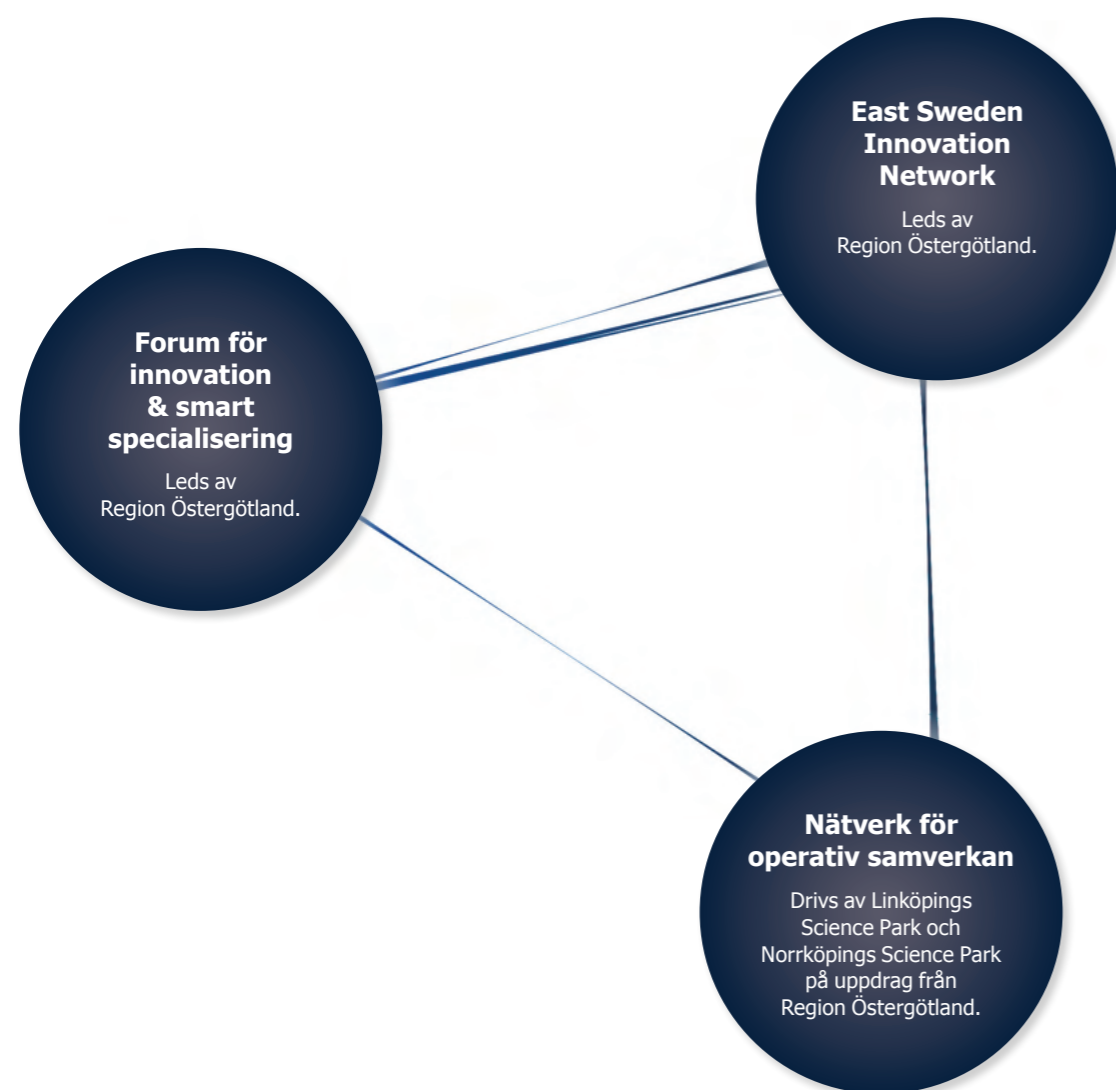 East Sweden
Innovation
Network
Leds av
Region Östergötland.
Forum för
innovation
& smart
specialisering
Leds av
Region Östergötland.
Nätverk för
operativ samverkan
Drivs av Linköpings
Science Park och
Norrköpings Science Park
på uppdrag från
Region Östergötland.